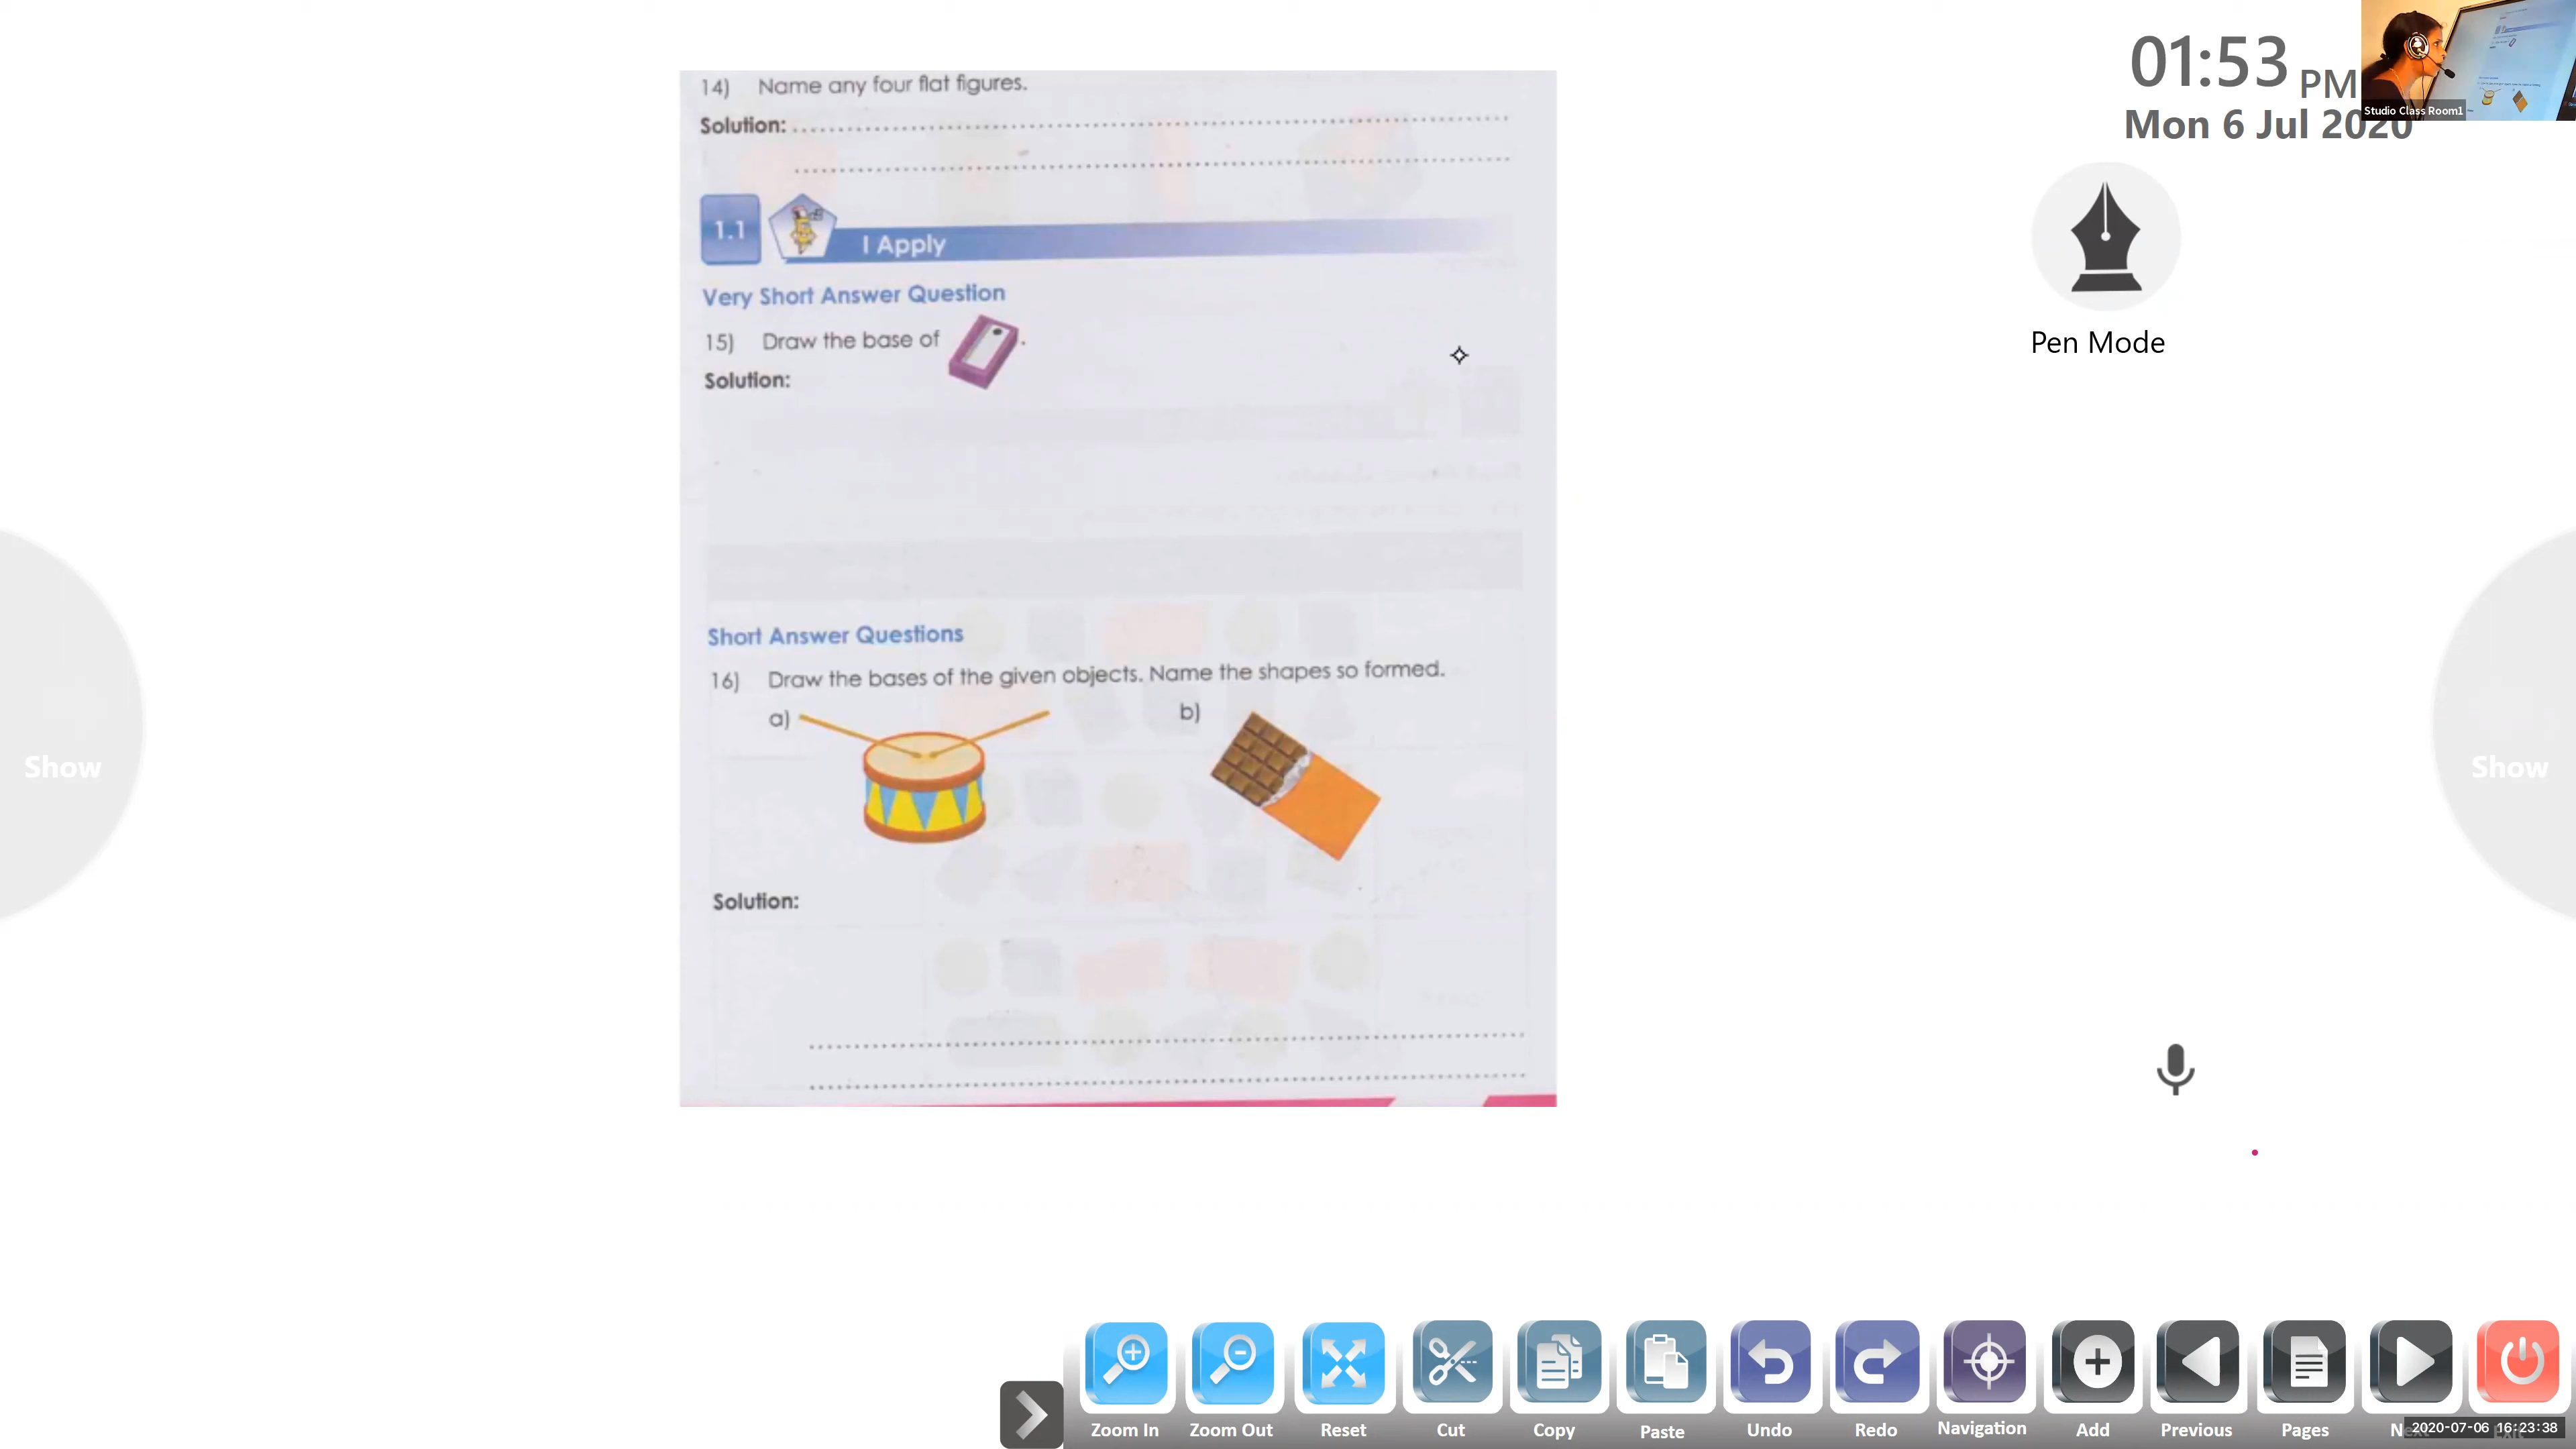 14) Name any four flat figures.
Solution:
1.1 I Apply
Very Short Answer Question
15) Draw the base of .
Solution:
Short Answer Questions
16) Draw the bases of the given objects. Name the shapes so formed.
a) b)
Solution:
01:53 PM
Mon 6 Jul 2020
Studio Class Room1
Pen Mode
Show
Show
Zoom In Zoom Out Reset Cut Copy Paste Undo Redo Navigation Add Previous Pages
2020-07-06 16:23:38